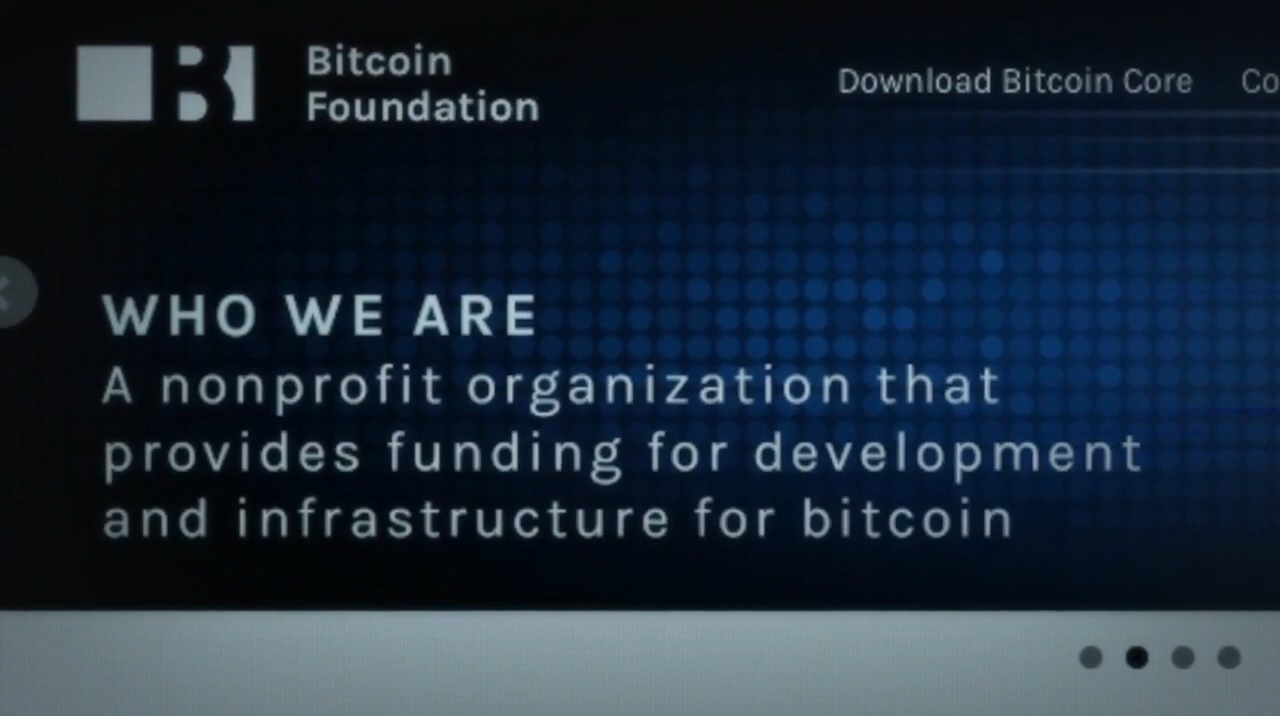 Bitcoin
Foundation
Download Bitcoin Core
WHO WE ARE
A nonprofit organization that
provides funding for development
and infrastructure for bitcoin